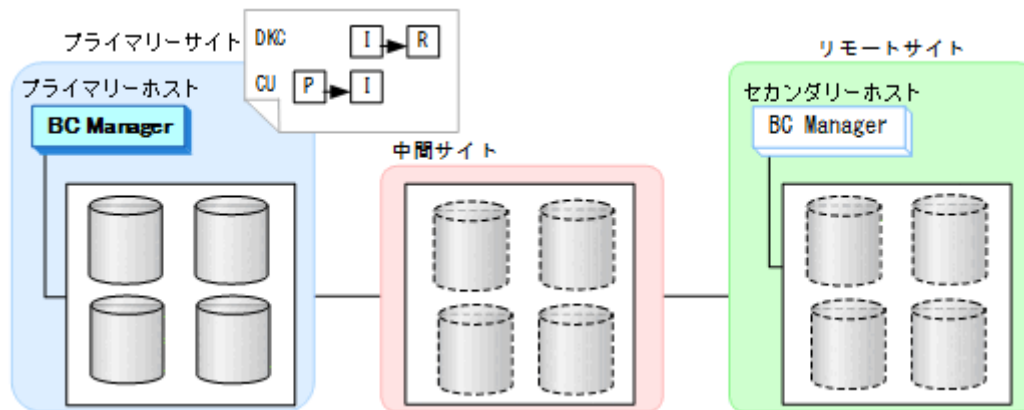 プライマリーサイト
DKC I R
CU P I
プライマリーホスト
BC Manager
中間サイト
リモートサイト
セカンダリーホスト
BC Manager